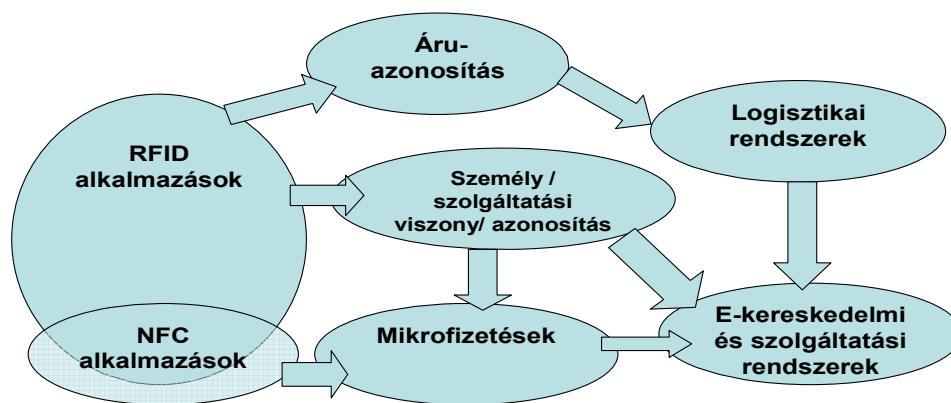 Áru-
azonosítás
Logisztikai
rendszerek
RFID
alkalmazások
Személy /
szolgáltatási
viszony/ azonosítás
NFC
alkalmazások
Mikrofizetések
E-kereskedelmi
és szolgáltatási
rendszerek